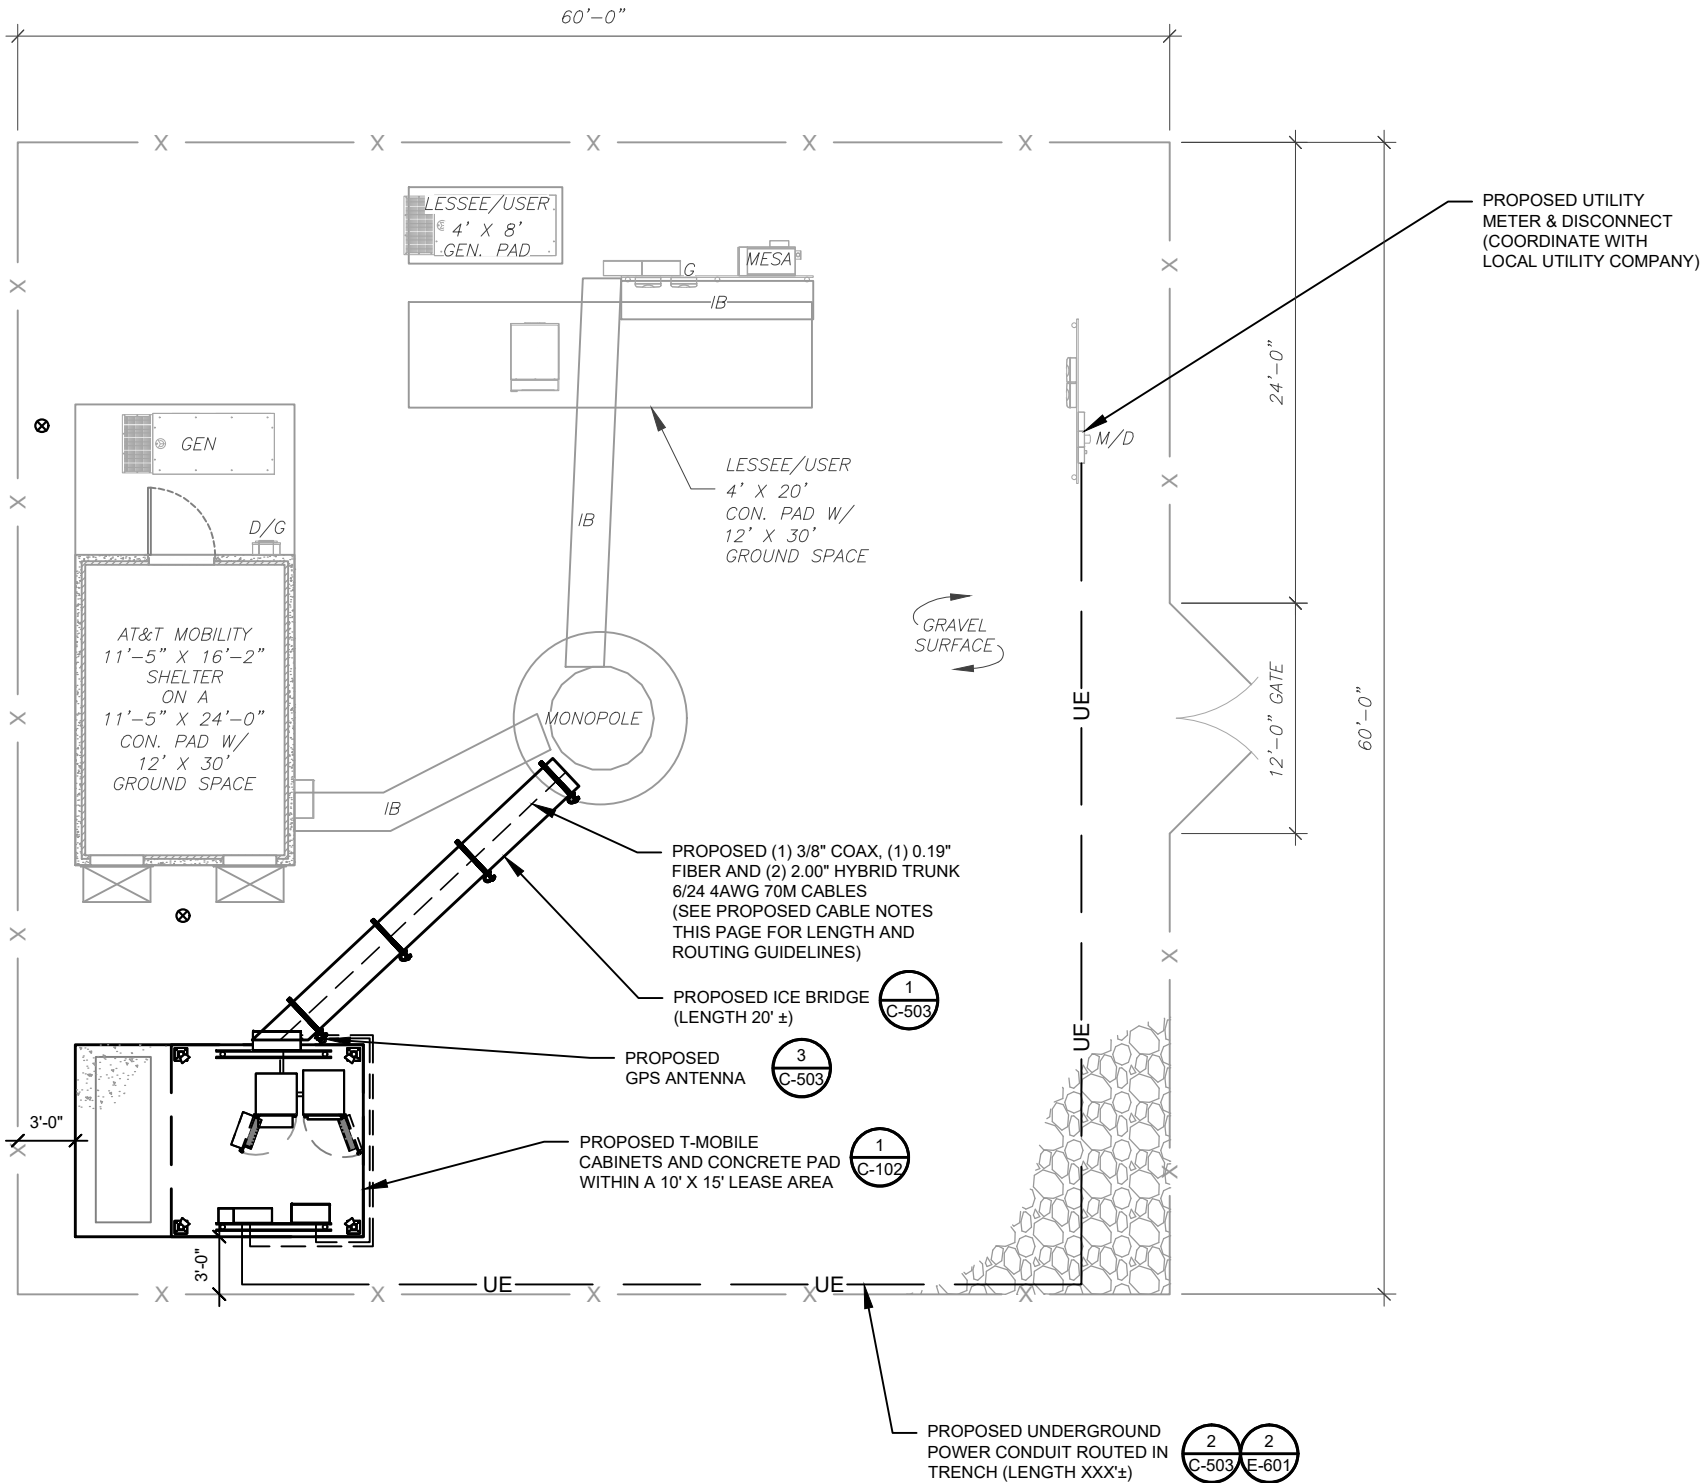 60'-0"
X X X X X
LESSEE/USER
4' X 8'
GEN. PAD
G
MESA
IB
X
X
PROPOSED UTILITY
METER & DISCONNECT
(COORDINATE WITH
LOCAL UTILITY COMPANY)
24'-0"
GEN
M/D
X
X
D/G
LESSEE/USER
4' X 20'
CON. PAD W/
12' X 30'
GROUND SPACE
IB
AT&T MOBILITY
11'-5" X 16'-2"
SHELTER
ON A
11'-5" X 24'-0"
CON. PAD W/
12' X 30'
GROUND SPACE
GRAVEL
SURFACE
MONOPOLE
UE
12'-0" GATE
60'-0"
X
IB
PROPOSED (1) 3/8" COAX, (1) 0.19"
FIBER AND (2) 2.00" HYBRID TRUNK
6/24 4AWG 70M CABLES
(SEE PROPOSED CABLE NOTES
THIS PAGE FOR LENGTH AND
ROUTING GUIDELINES)
X
X
PROPOSED ICE BRIDGE
(LENGTH 20' ±)
1
C-503
UE
PROPOSED
GPS ANTENNA
3
C-503
3'-0"
X
PROPOSED T-MOBILE
CABINETS AND CONCRETE PAD
WITHIN A 10' X 15' LEASE AREA
1
C-102
X
3'-0"
UE UE
X X X X X
PROPOSED UNDERGROUND
POWER CONDUIT ROUTED IN
TRENCH (LENGTH XXX'±)
2
C-503
2
E-601